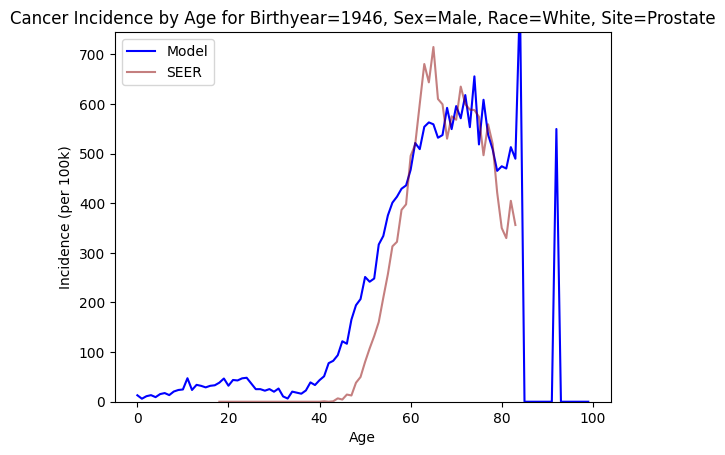 Cancer Incidence by Age for Birthyear=1946, Sex=Male, Race=White, Site=Prostate
Model
SEER
700
600
500
400
300
200
100
0
Incidence (per 100k)
0 20 40 60 80 100
Age